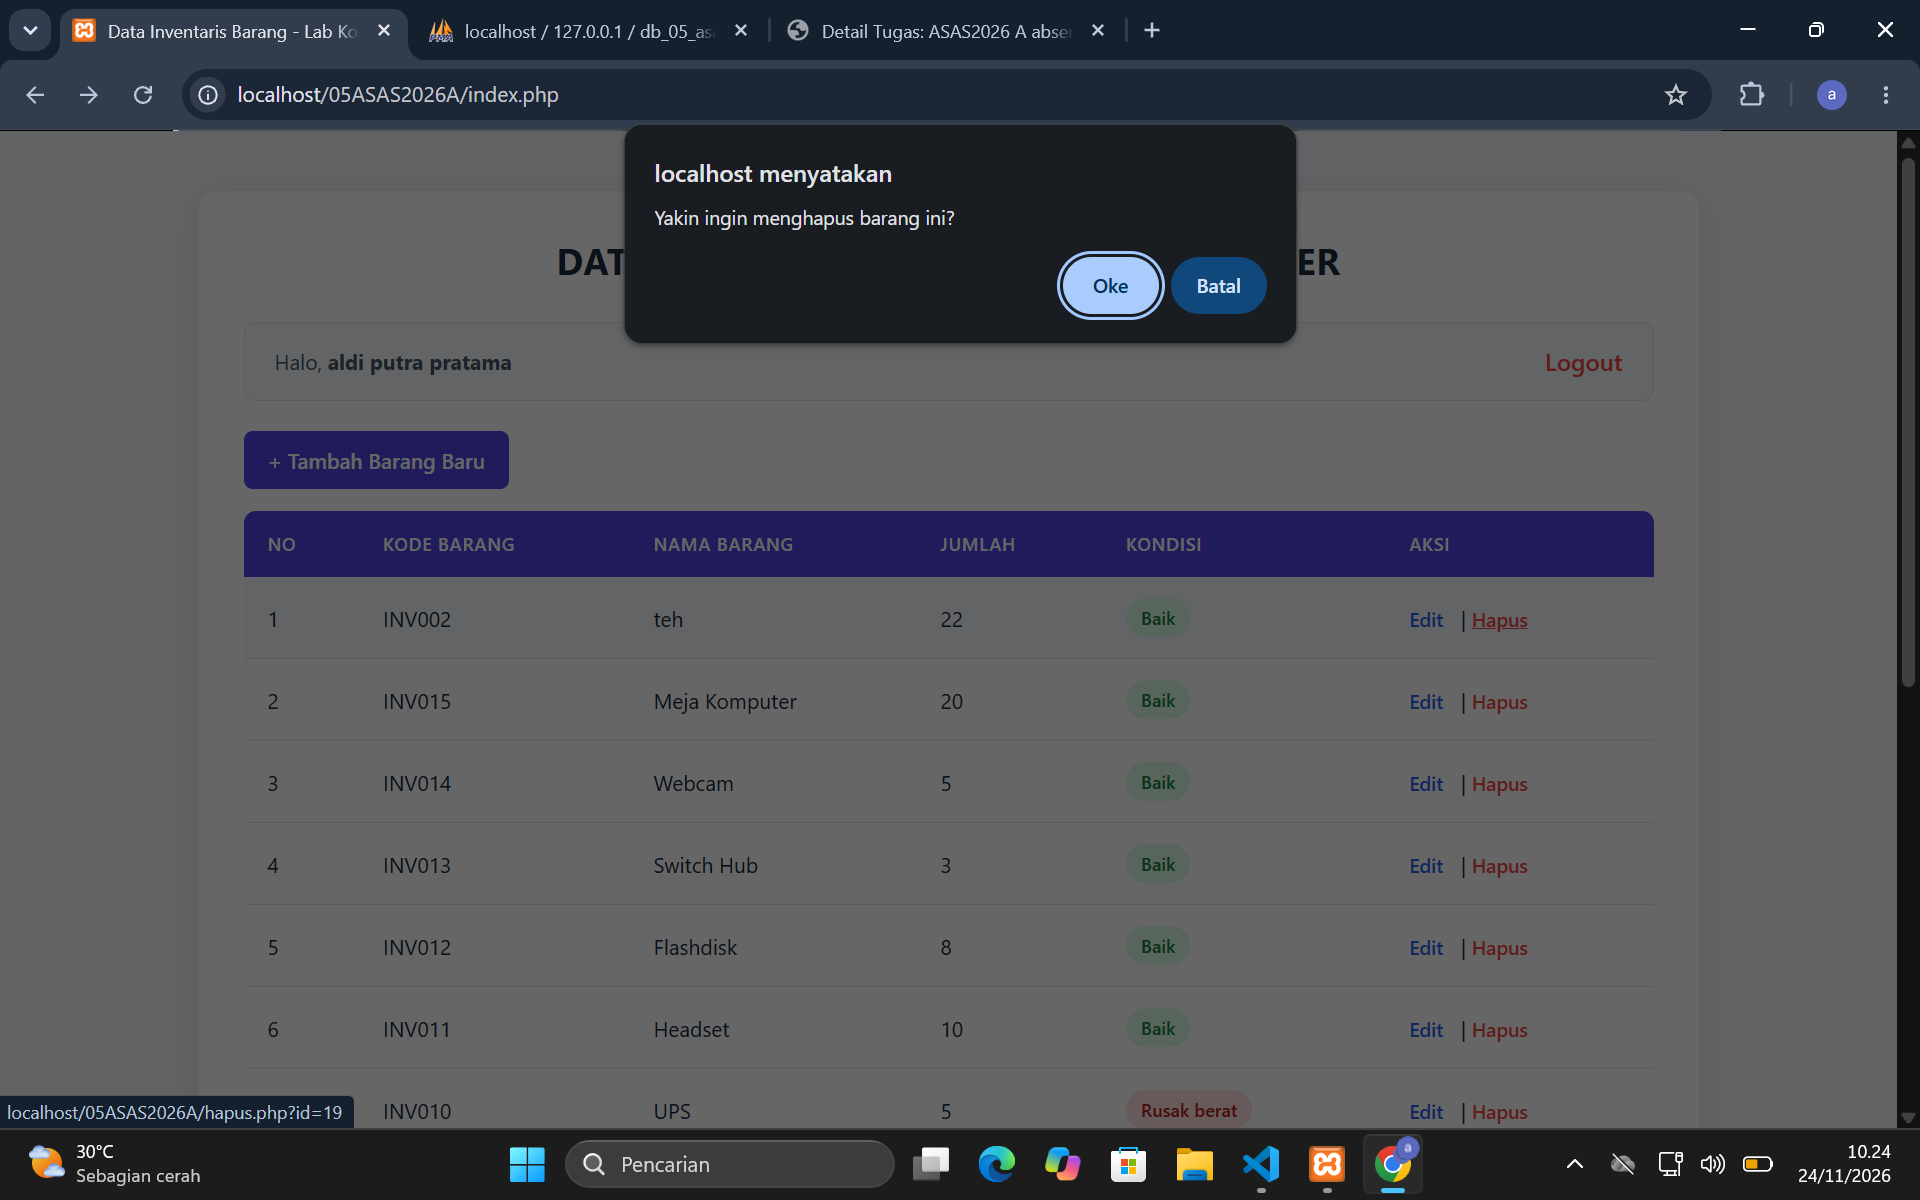 Data Inventaris Barang - Lab Ko
localhost / 127.0.0.1 / db_05_as
Detail Tugas: ASAS2026 A abse
localhost/05ASAS2026A/index.php
a
localhost menyatakan
Yakin ingin menghapus barang ini?
Oke
Batal
DAT
ER
Halo, aldi putra pratama
Logout
+ Tambah Barang Baru
NO KODE BARANG NAMA BARANG JUMLAH KONDISI AKSI
1 INV002 teh 22 Baik Edit | Hapus
2 INV015 Meja Komputer 20 Baik Edit | Hapus
3 INV014 Webcam 5 Baik Edit | Hapus
4 INV013 Switch Hub 3 Baik Edit | Hapus
5 INV012 Flashdisk 8 Baik Edit | Hapus
6 INV011 Headset 10 Baik Edit | Hapus
INV010 UPS 5 Rusak berat Edit | Hapus
localhost/05ASAS2026A/hapus.php?id=19
30°C
Sebagian cerah
Pencarian
a
10.24
24/11/2026